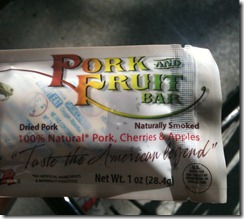 PORK AND
FRUIT
BAR
Dried Pork Naturally Smoked
100% Natural* Pork, Cherries & Apples
"Taste the American legend"
Net Wt. 1 oz (28.4g)